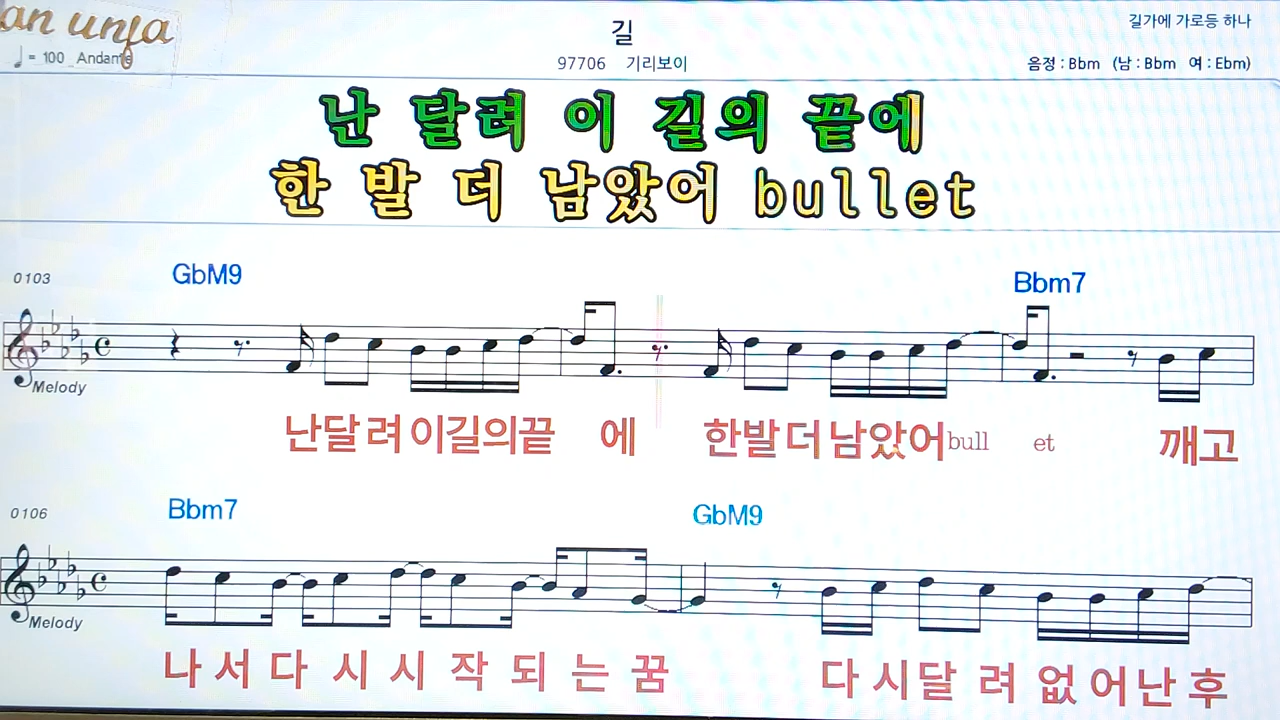 an unfa
길
길가에 가로등 하나
♩ = 100 Andante
97706 기리보이
음정 : Bbm (남 : Bbm 여 : Ebm)
난 달려 이 길의 끝에
한 발 더 남았어 bullet
0103 GbM9 Bbm7
Melody
난달려 이길의끝 에 한발더남았어bull et 깨고
0106 Bbm7 GbM9
Melody
나 서 다 시 시 작 되 는 꿈 다 시달 려 없 어난 후